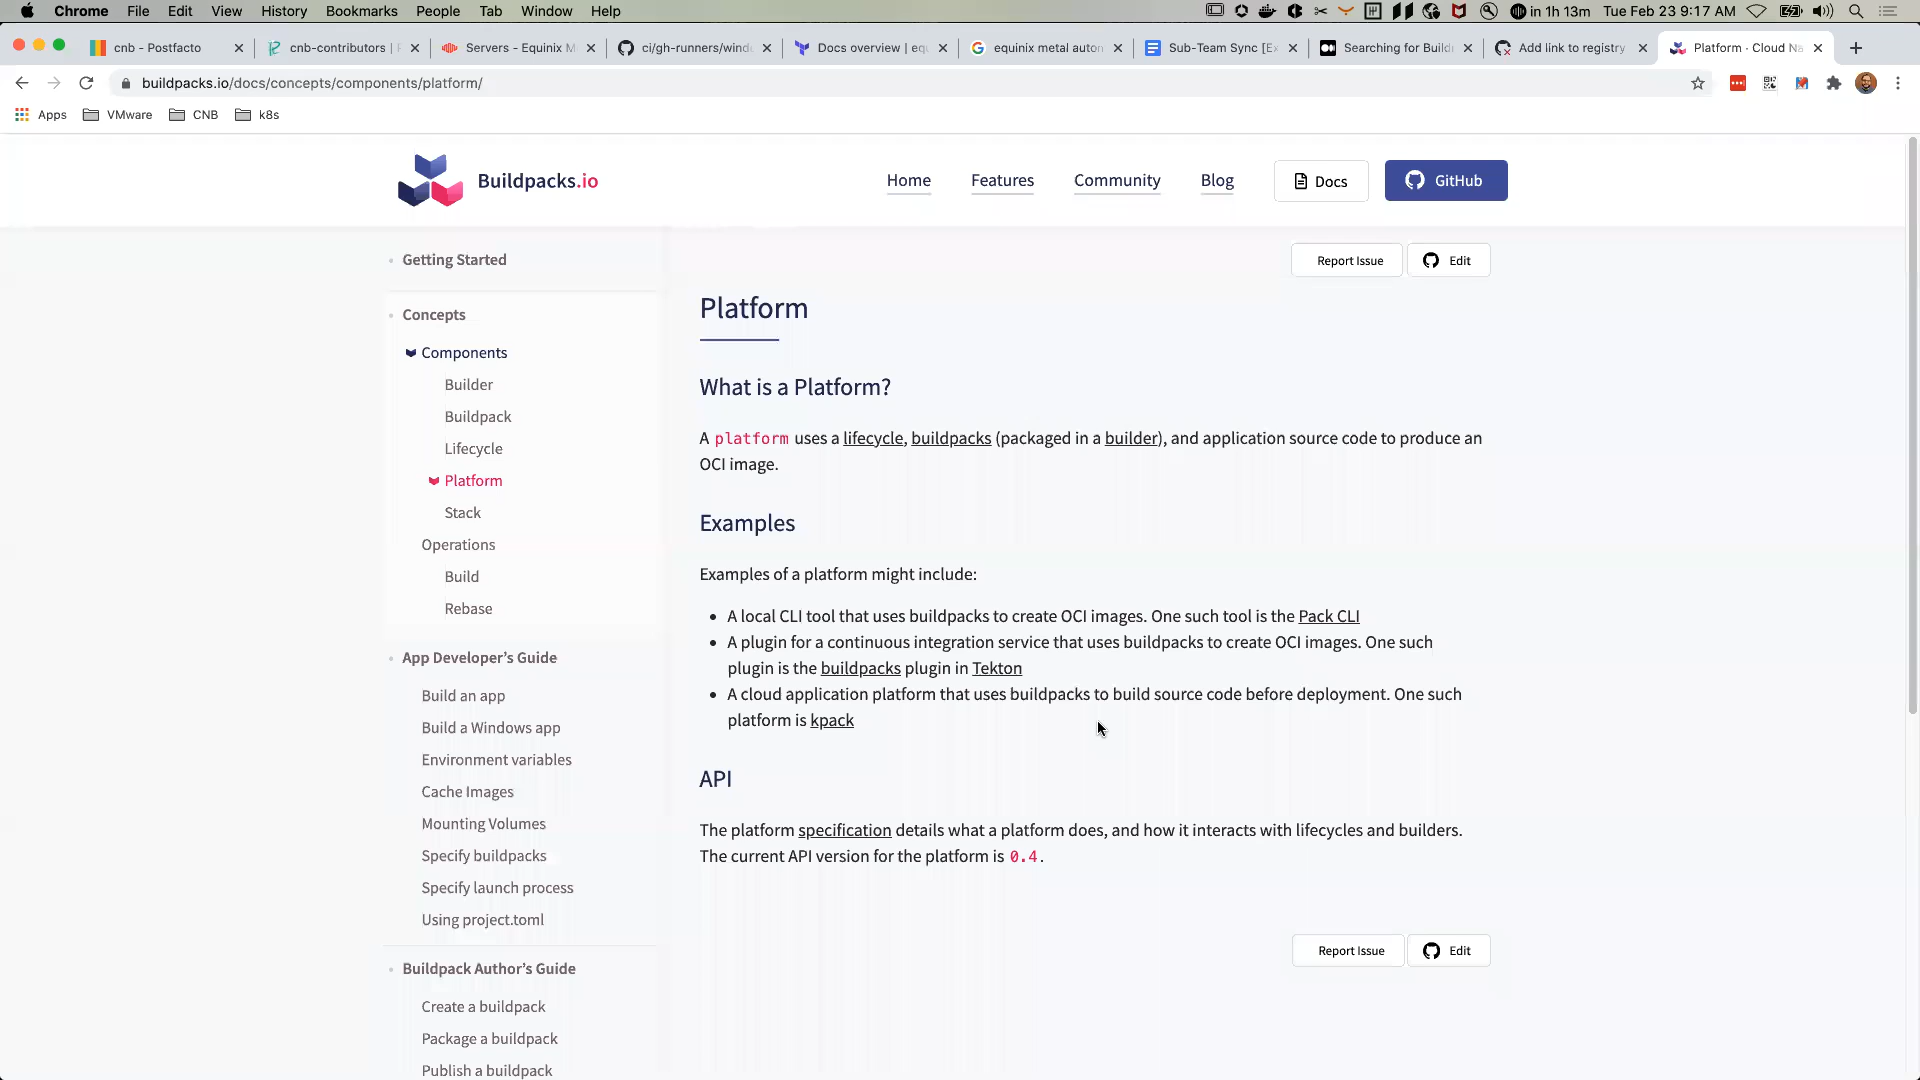 Chrome File Edit View History Bookmarks People Tab Window Help in 1h 13m Tue Feb 23 9:17 AM
cnb - Postfacto cnb-contributors | Servers - Equinix M ci/gh-runners/wind Docs overview | eq equinix metal auton Sub-Team Sync [Ex Searching for Build Add link to registry Platform · Cloud Na
buildpacks.io/docs/concepts/components/platform/
Apps VMware CNB k8s
Buildpacks.io Home Features Community Blog Docs GitHub
Getting Started
Concepts
Components
Builder
Buildpack
Lifecycle
Platform
Stack
Operations
Build
Rebase
App Developer's Guide
Build an app
Build a Windows app
Environment variables
Cache Images
Mounting Volumes
Specify buildpacks
Specify launch process
Using project.toml
Buildpack Author's Guide
Create a buildpack
Package a buildpack
Publish a buildpack
Report Issue Edit
Platform
What is a Platform?
A platform uses a lifecycle, buildpacks (packaged in a builder), and application source code to produce an
OCI image.
Examples
Examples of a platform might include:
• A local CLI tool that uses buildpacks to create OCI images. One such tool is the Pack CLI
• A plugin for a continuous integration service that uses buildpacks to create OCI images. One such
plugin is the buildpacks plugin in Tekton
• A cloud application platform that uses buildpacks to build source code before deployment. One such
platform is kpack
API
The platform specification details what a platform does, and how it interacts with lifecycles and builders.
The current API version for the platform is 0.4.
Report Issue Edit